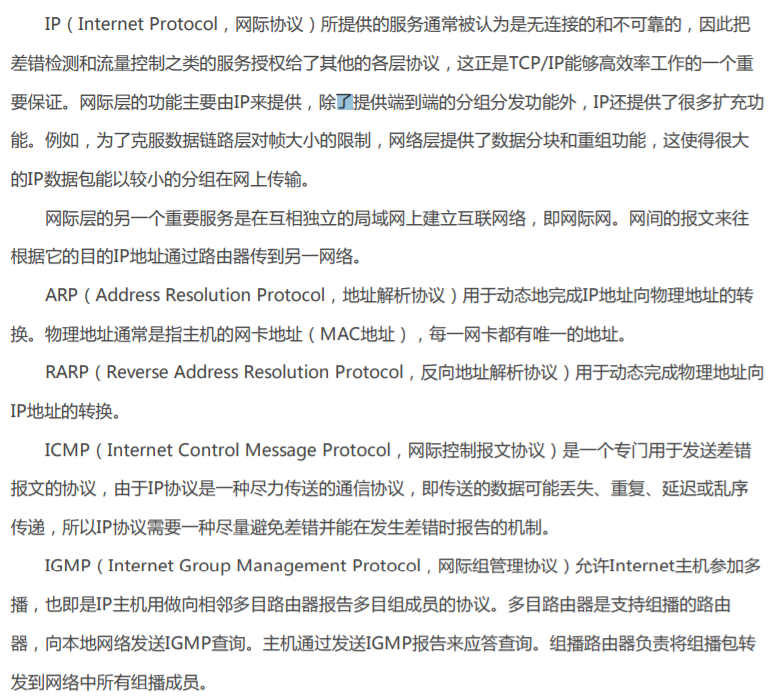 IP（Internet Protocol，网际协议）所提供的服务通常被认为是无连接的和不可靠的，因此把
差错检测和流量控制之类的服务授权给了其他的各层协议，这正是TCP/IP能够高效率工作的一个重
要保证。网际层的功能主要由IP来提供，除了提供端到端的分组分发功能外，IP还提供了很多扩充功
能。例如，为了克服数据链路层对帧大小的限制，网络层提供了数据分块和重组功能，这使得很大
的IP数据包能以较小的分组在网上传输。
网际层的另一个重要服务是在互相独立的局域网上建立互联网络，即网际网。网间的报文来往
根据它的目的IP地址通过路由器传到另一网络。
ARP（Address Resolution Protocol，地址解析协议）用于动态地完成IP地址向物理地址的转
换。物理地址通常是指主机的网卡地址（MAC地址），每一网卡都有唯一的地址。
RARP（Reverse Address Resolution Protocol，反向地址解析协议）用于动态完成物理地址向
IP地址的转换。
ICMP（Internet Control Message Protocol，网际控制报文协议）是一个专门用于发送差错
报文的协议，由于IP协议是一种尽力传送的通信协议，即传送的数据可能丢失、重复、延迟或乱序
传递，所以IP协议需要一种尽量避免差错并能在发生差错时报告的机制。
IGMP（Internet Group Management Protocol，网际组管理协议）允许Internet主机参加多
播，也即是IP主机用做向相邻多目路由器报告多目组成员的协议。多目路由器是支持组播的路由
器，向本地网络发送IGMP查询。主机通过发送IGMP报告来应答查询。组播路由器负责将组播包转
发到网络中所有组播成员。